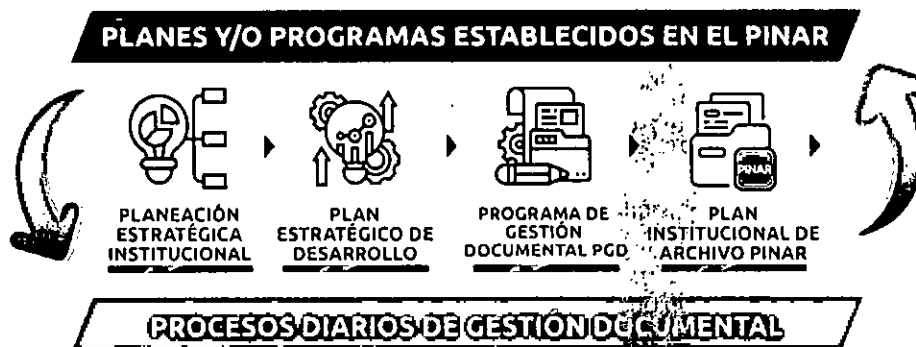 PLANES Y/O PROGRAMAS ESTABLECIDOS EN EL PINAR
PINAR
PLANEACIÓN
ESTRATÉGICA
INSTITUCIONAL
PLAN
ESTRATÉGICO DE
DESARROLLO
PROGRAMA DE
GESTIÓN
DOCUMENTAL PGD
PLAN
INSTITUCIONAL DE
ARCHIVO PINAR
PROCESOS DIARIOS DE GESTIÓN DOCUMENTAL